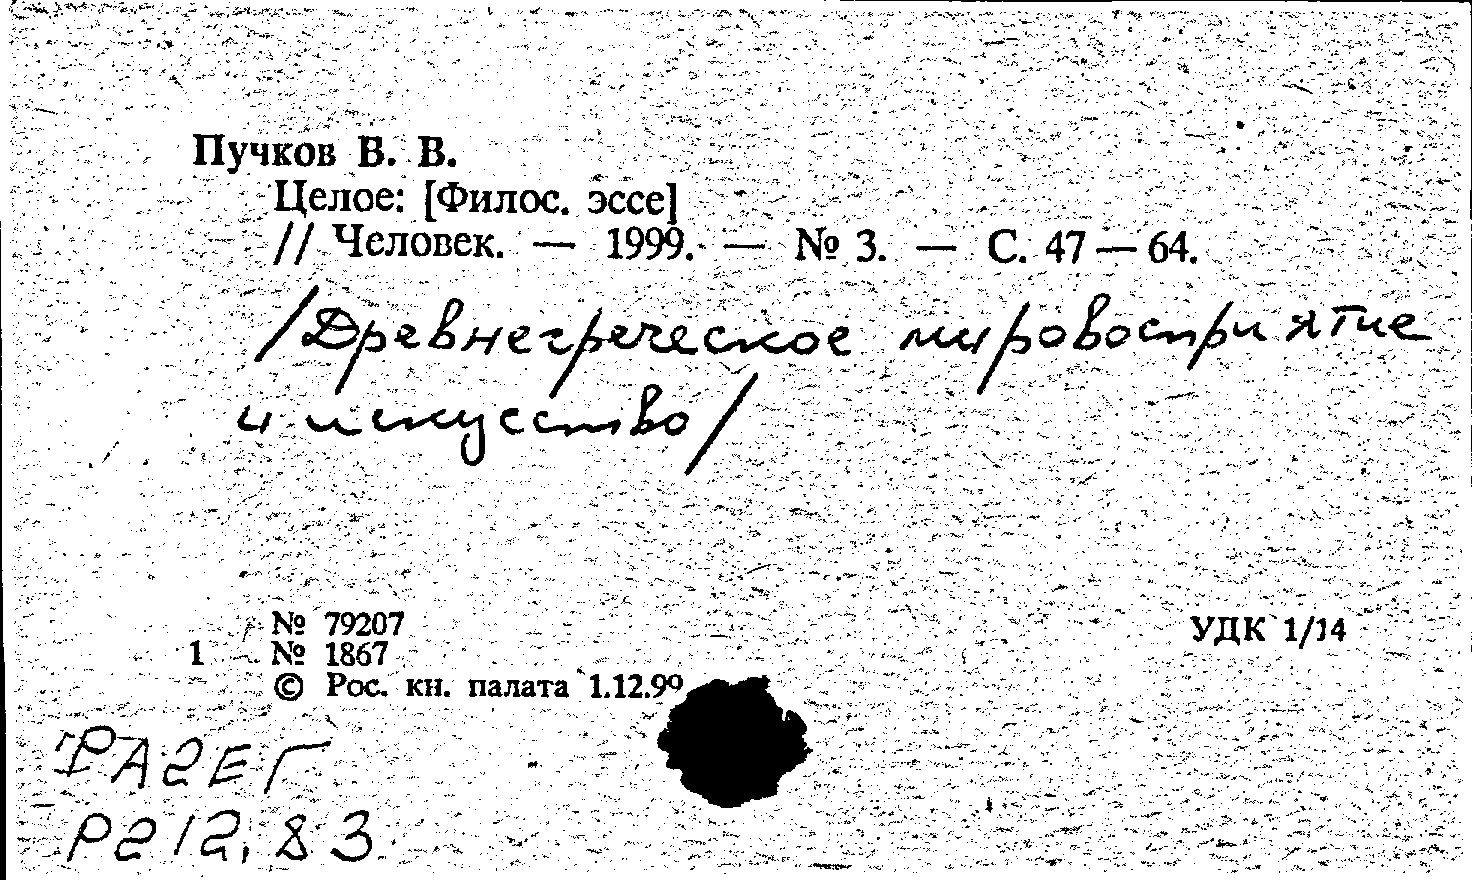 Пучков В. В.
Целое: [Филос. эссе]
// Человек. — 1999. — № 3. — С. 47—64.
/Древнегреческое мировосприятие
и искусство/
№ 79207
УДК 1/14
1 № 1867
© Рос. кн. палата 1.12.99
РА2ЕГ
Р212,83